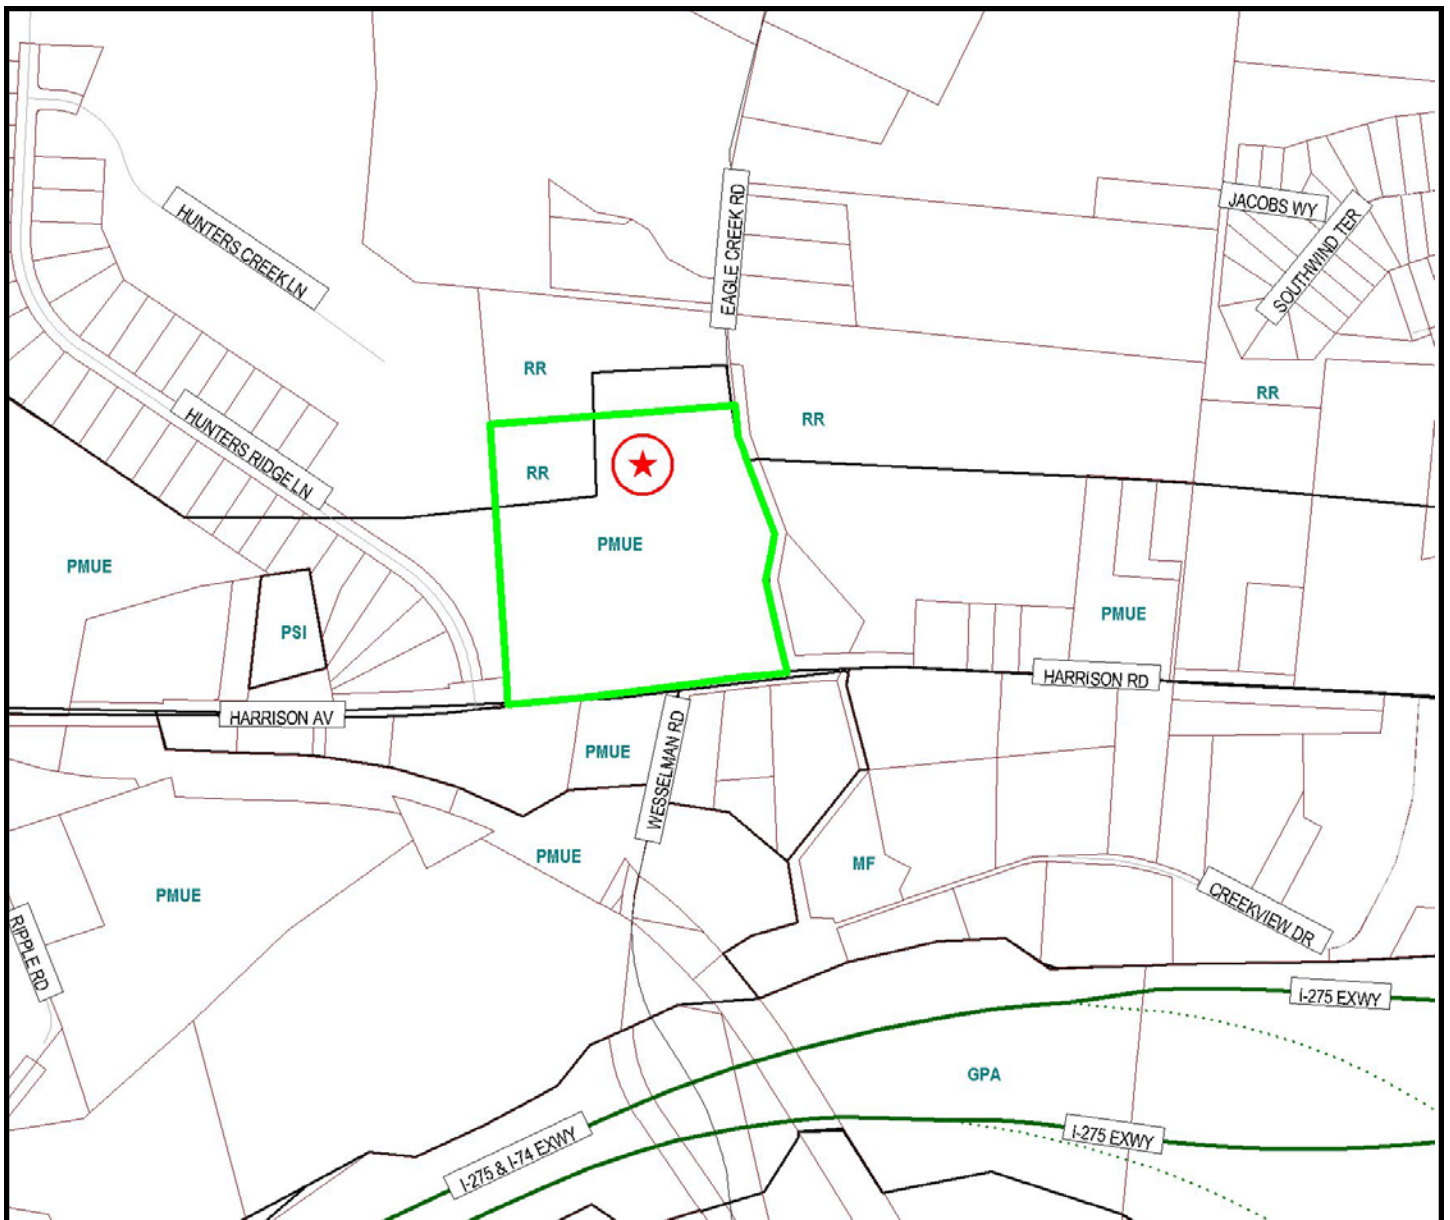 JACOBS WY
HUNTERS CREEK LN
EAGLE CREEK RD
SOUTHWIND TER
RR
RR
RR
HUNTERS RIDGE LN
RR
PMUE
PMUE
PMUE
PSI
HARRISON RD
HARRISON AV
PMUE
WESSELMAN RD
PMUE
MF
PMUE
CREEKVIEW DR
RIPPLE RD
I-275 EXWY
GPA
I-275 EXWY
I-275 & I-74 EXWY